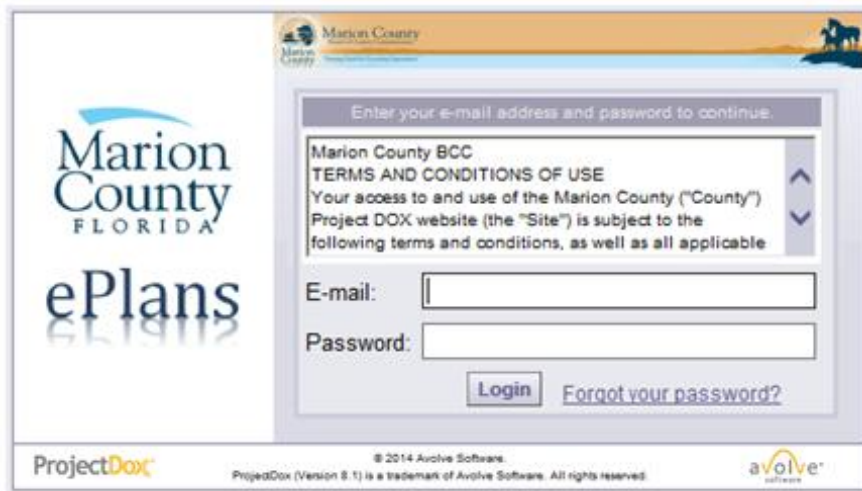 Marion County
Marion
County
FLORIDA
ePlans
Enter your e-mail address and password to continue.
Marion County BCC
TERMS AND CONDITIONS OF USE
Your access to and use of the Marion County ("County")
Project DOX website (the "Site") is subject to the
following terms and conditions, as well as all applicable
E-mail:
Password:
Login
Forgot your password?
ProjectDox
© 2014 Avolve Software.
ProjectDox (Version 8.1) is a trademark of Avolve Software. All rights reserved.
avolve
software